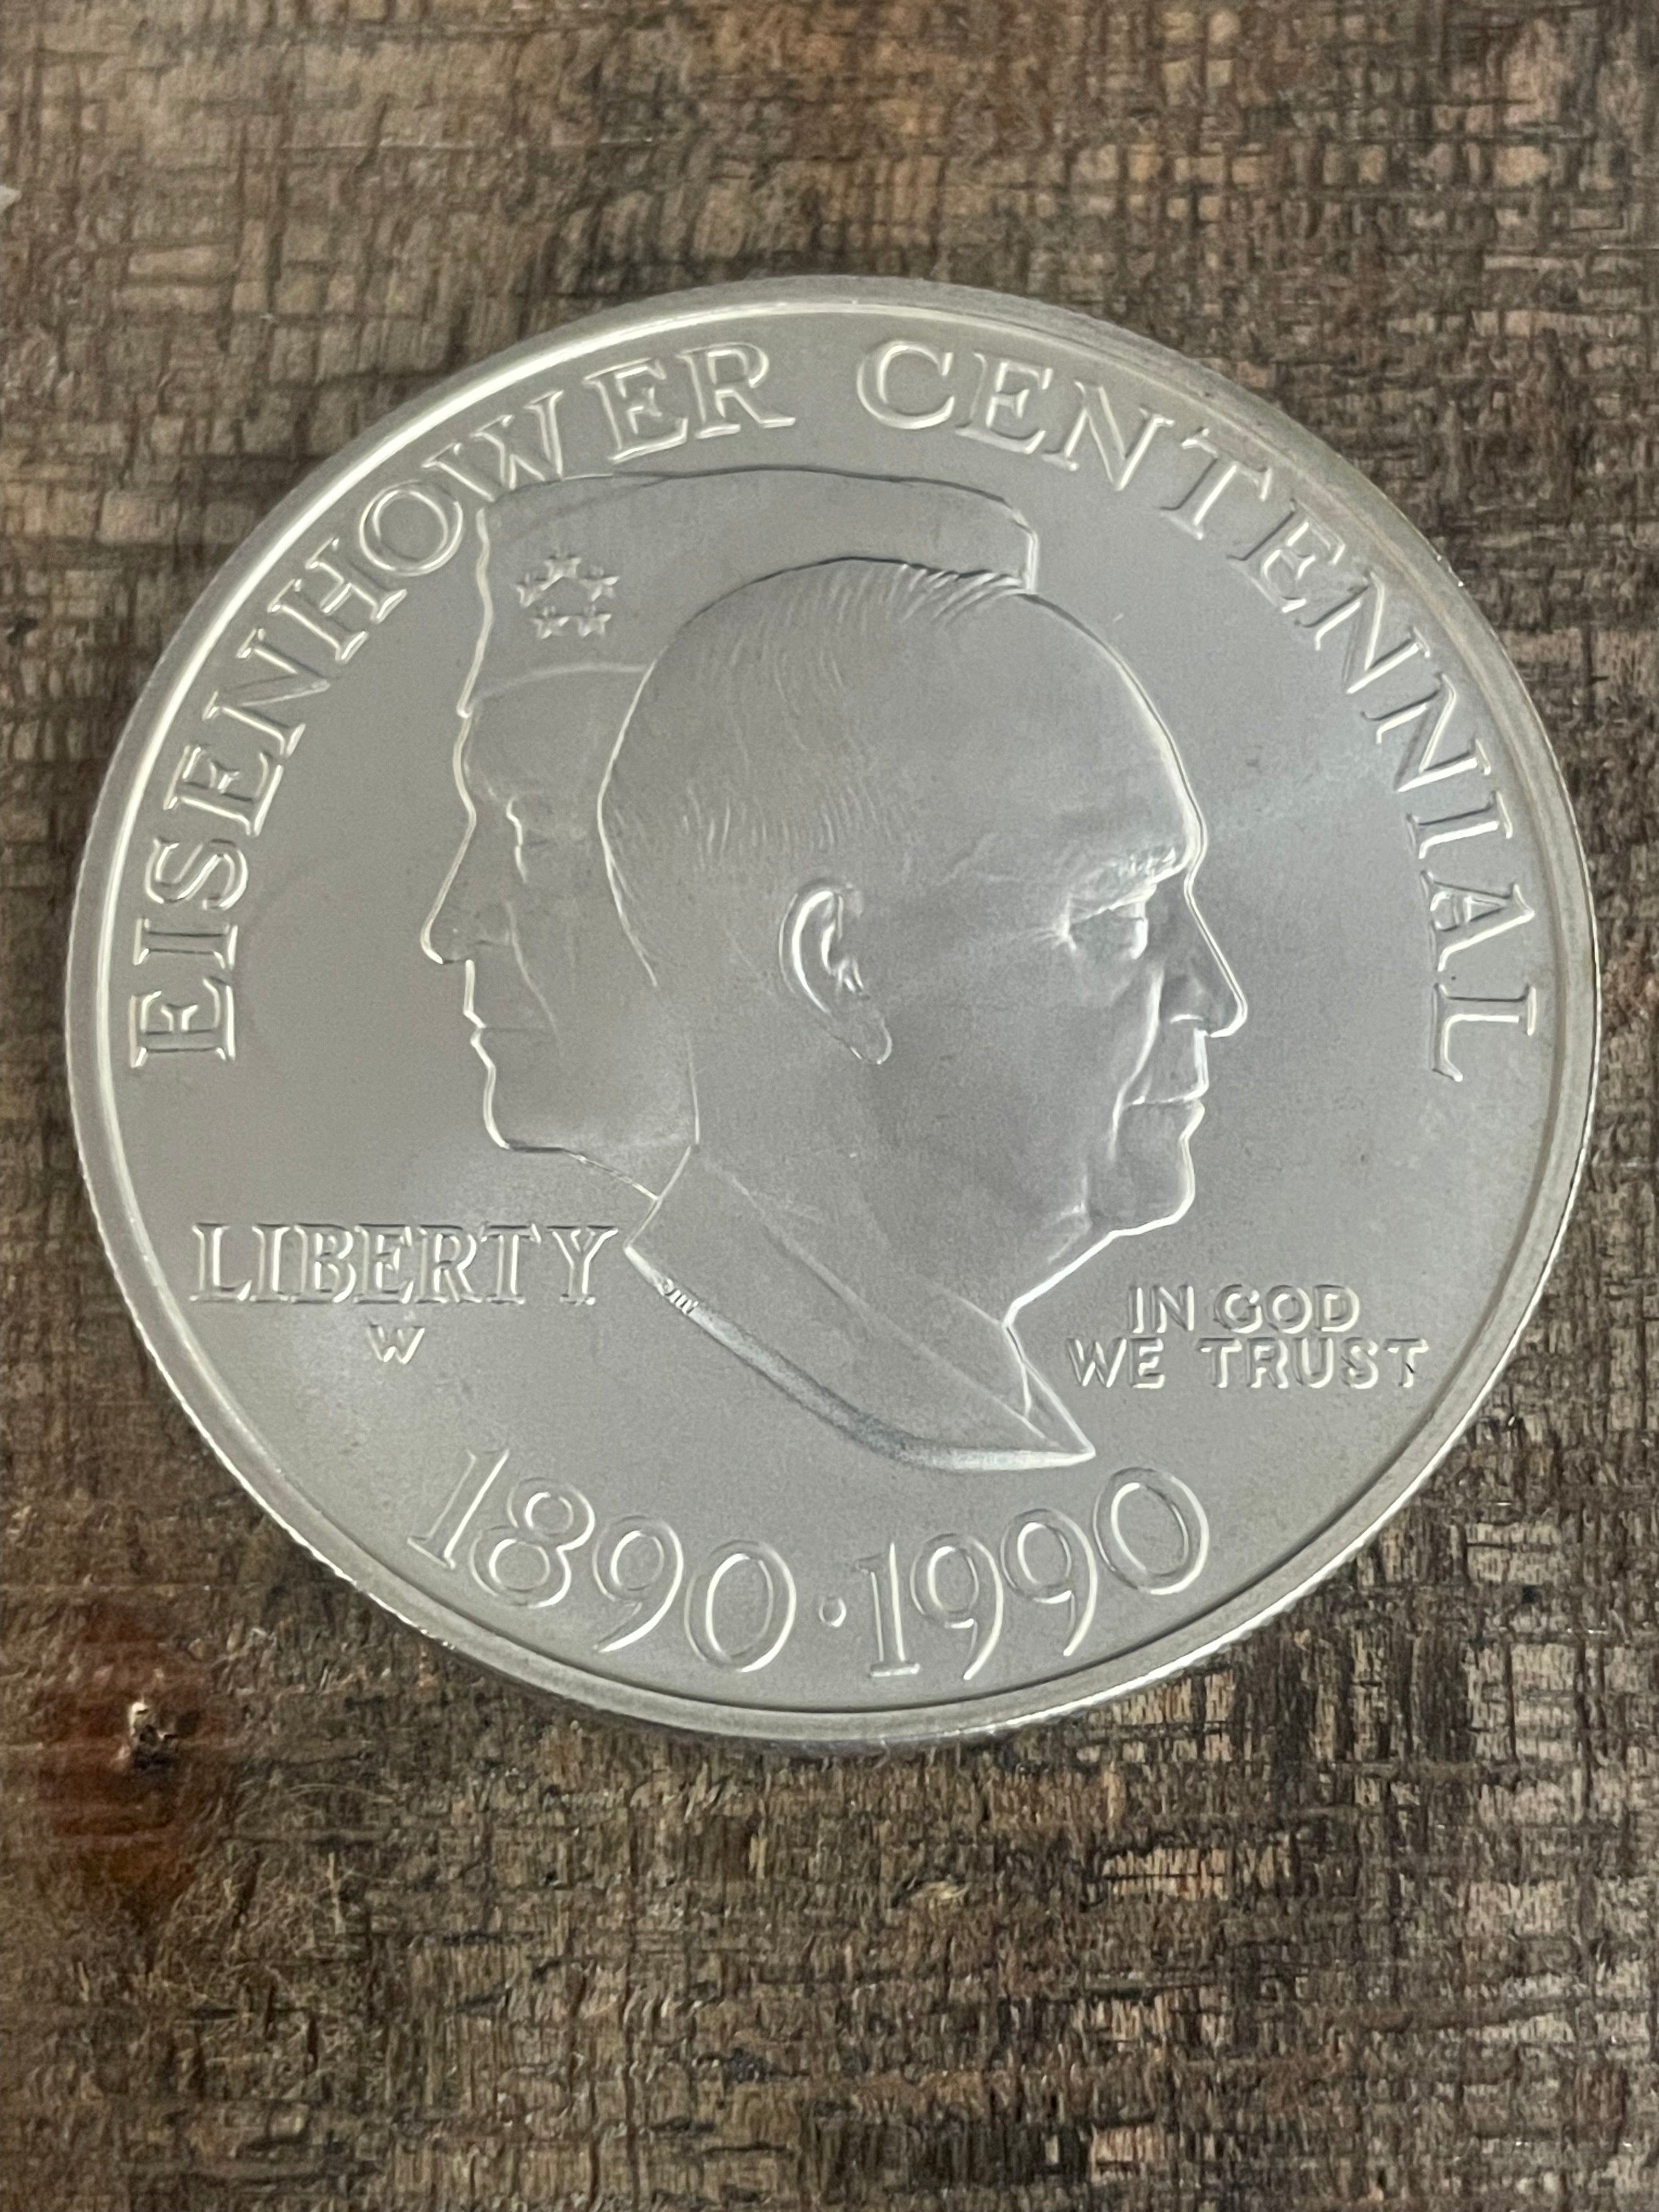 EISENHOWER CENTENNIAL
LIBERTY
W
IN GOD
WE TRUST
1890·1990